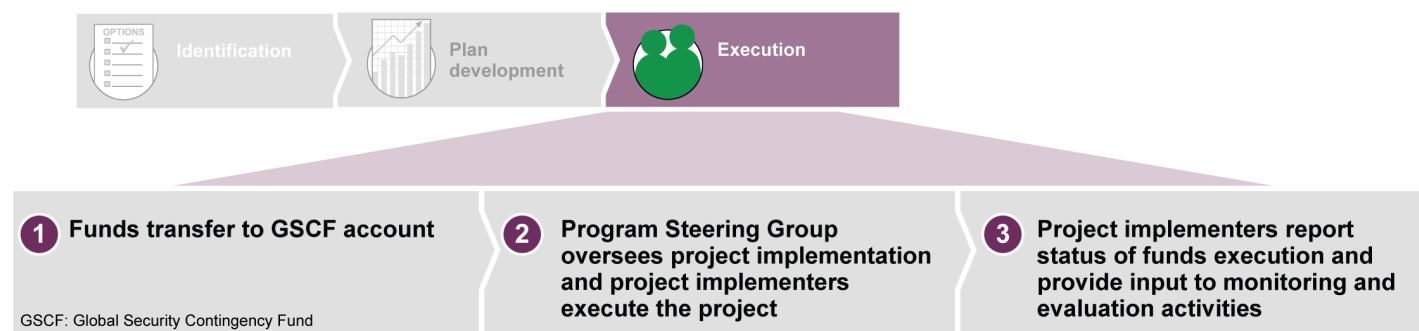 OPTIONS
Identification
Plan
development
Execution
1
Funds transfer to GSCF account
2
Program Steering Group
oversees project implementation
and project implementers
execute the project
3
Project implementers report
status of funds execution and
provide input to monitoring and
evaluation activities
GSCF: Global Security Contingency Fund